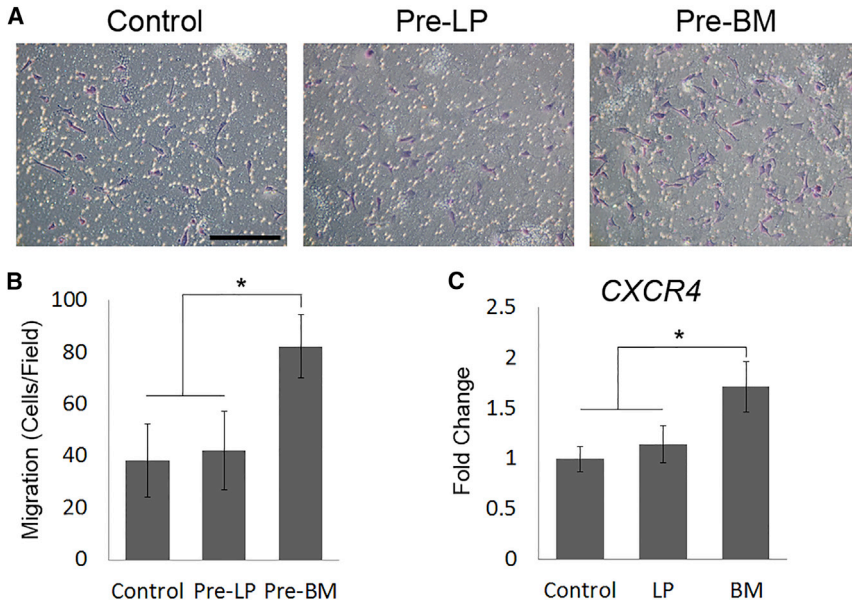 A
Control Pre-LP Pre-BM
B
Migration (Cells/Field)
100
80
60
40
20
0
*
Control Pre-LP Pre-BM
C
CXCR4
Fold Change
2.5
2
1.5
1
0.5
0
*
Control LP BM